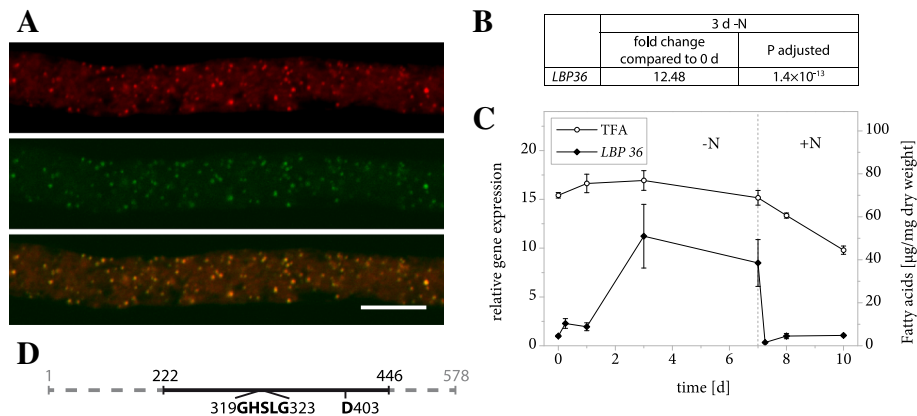 A
B
3 d -N
fold change
compared to 0 d
P adjusted
LBP36
12.48
1.4×10⁻¹³
C
TFA
LBP 36
-N
+N
relative gene expression
20
15
10
5
0
Fatty acids [µg/mg dry weight]
100
80
60
40
20
0
0
2
4
6
8
10
time [d]
D
1
222
446
578
319GHSLG323
D403